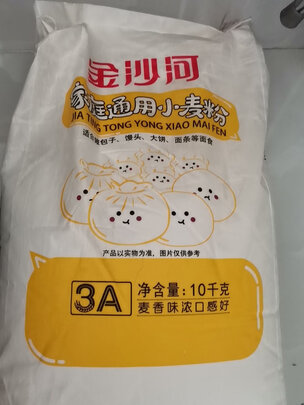 金沙河
家庭通用小麦粉
JIA TING TONG YONG XIAO MAI FEN
适合做包子、馒头、大饼、面条等面食
产品以实物为准，图片仅供参考
3A
净含量：10千克
麦香味浓口感好